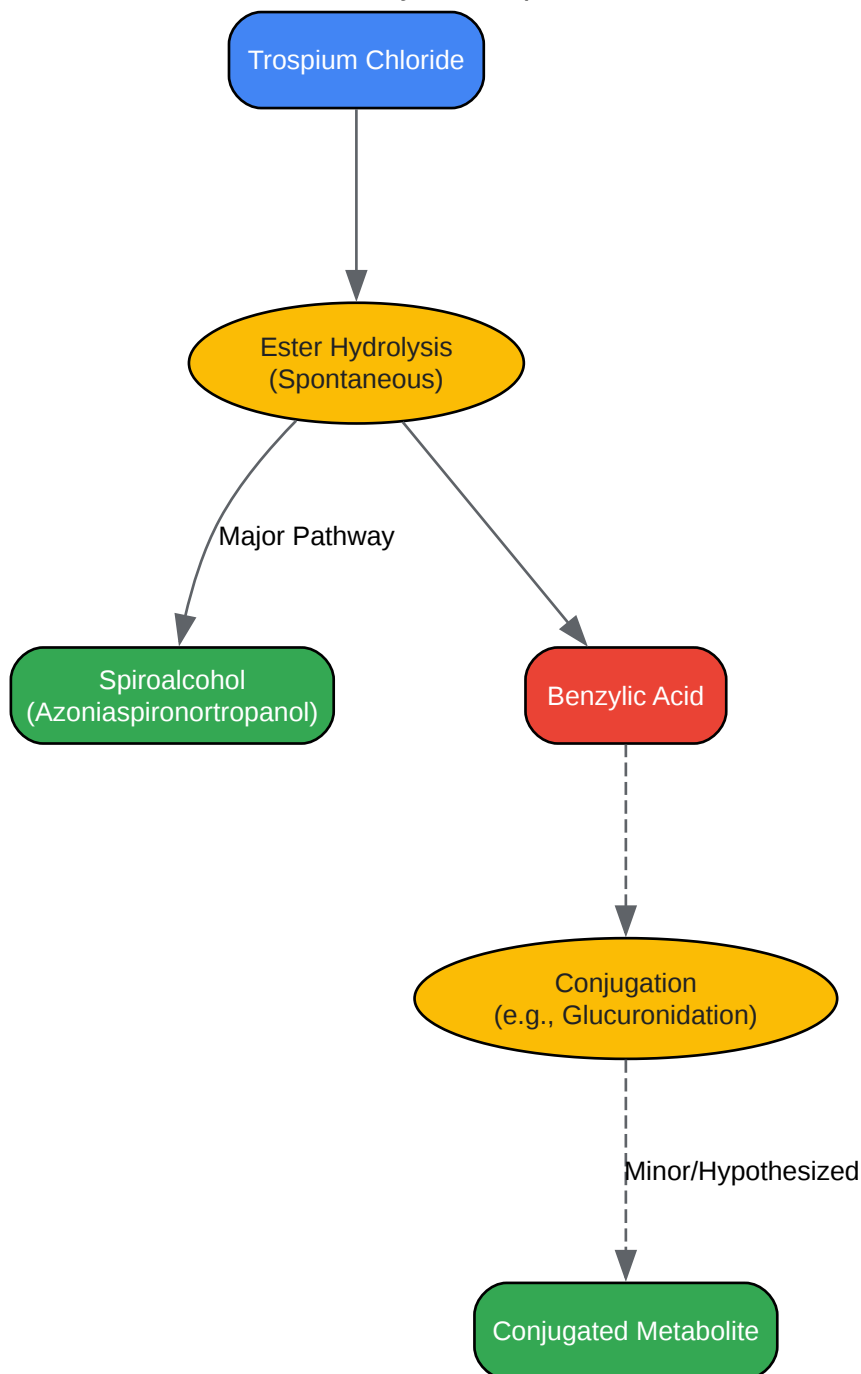 Trospium Chloride
Ester Hydrolysis
(Spontaneous)
Major Pathway
Spiroalcohol
(Azoniaspironortropanol)
Benzylic Acid
Conjugation
(e.g., Glucuronidation)
Minor/Hypothesized
Conjugated Metabolite